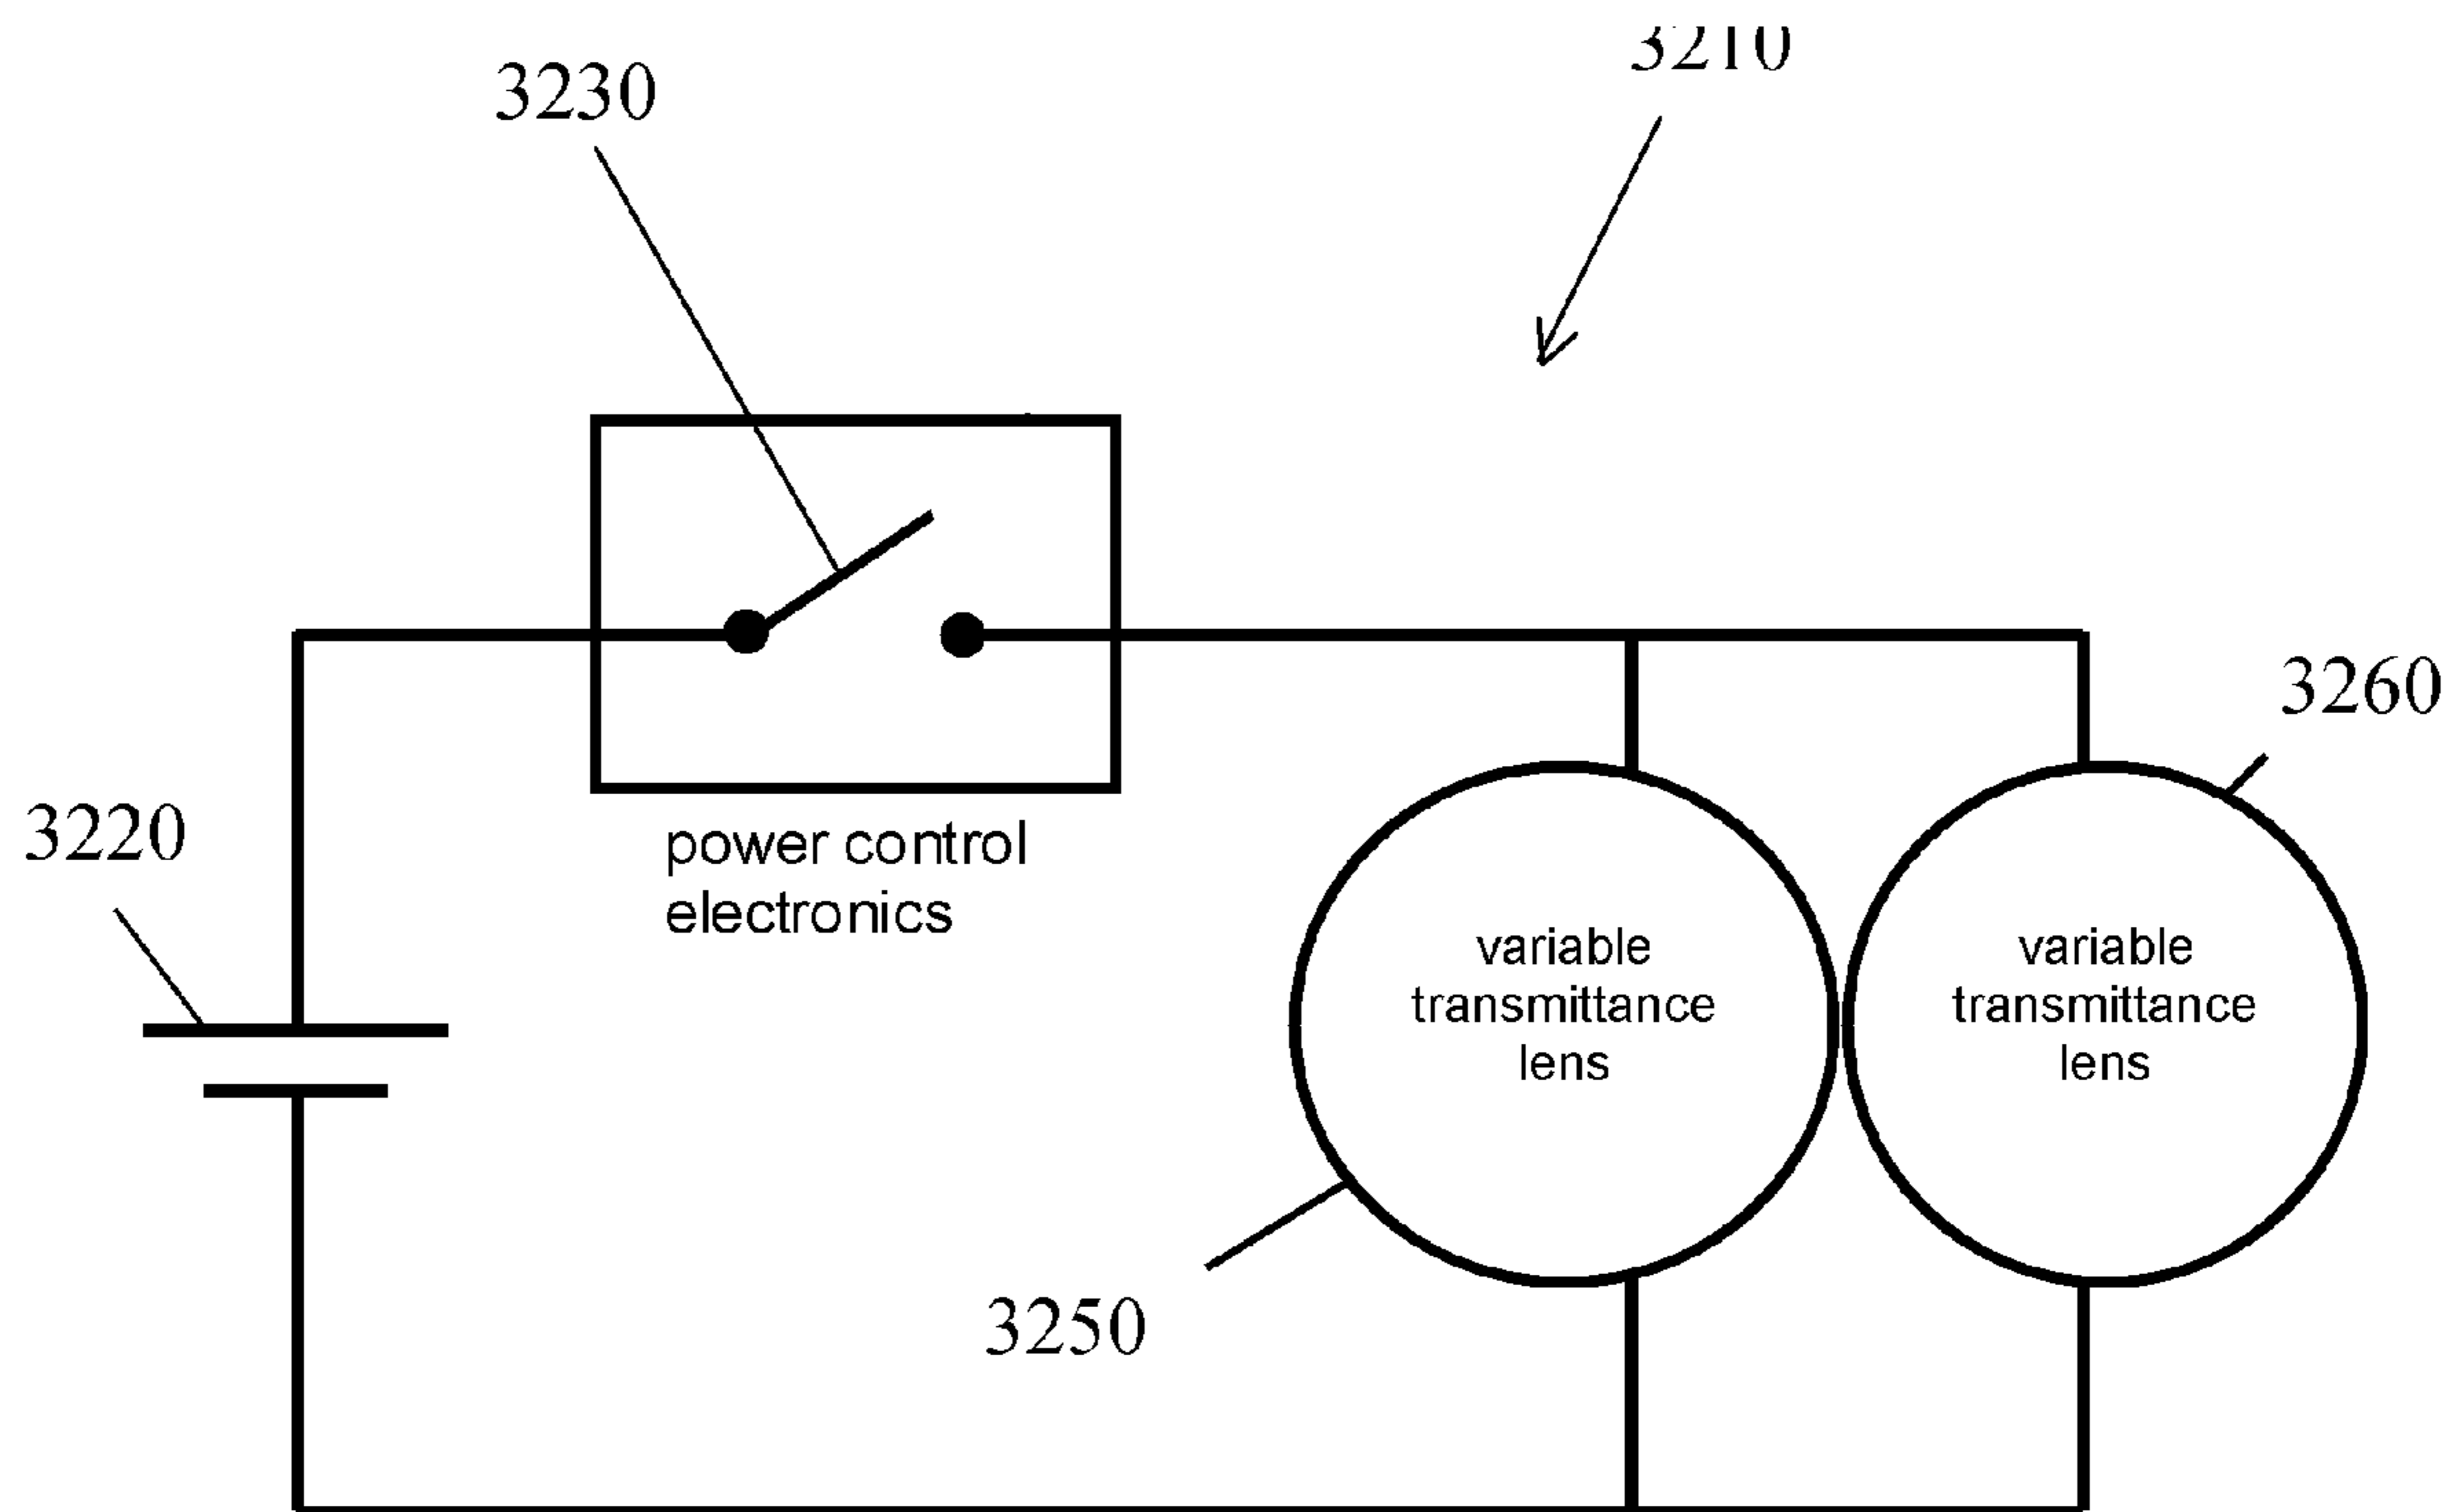 3210
3230
3260
3220
power control
electronics
variable
transmittance
lens
variable
transmittance
lens
3250